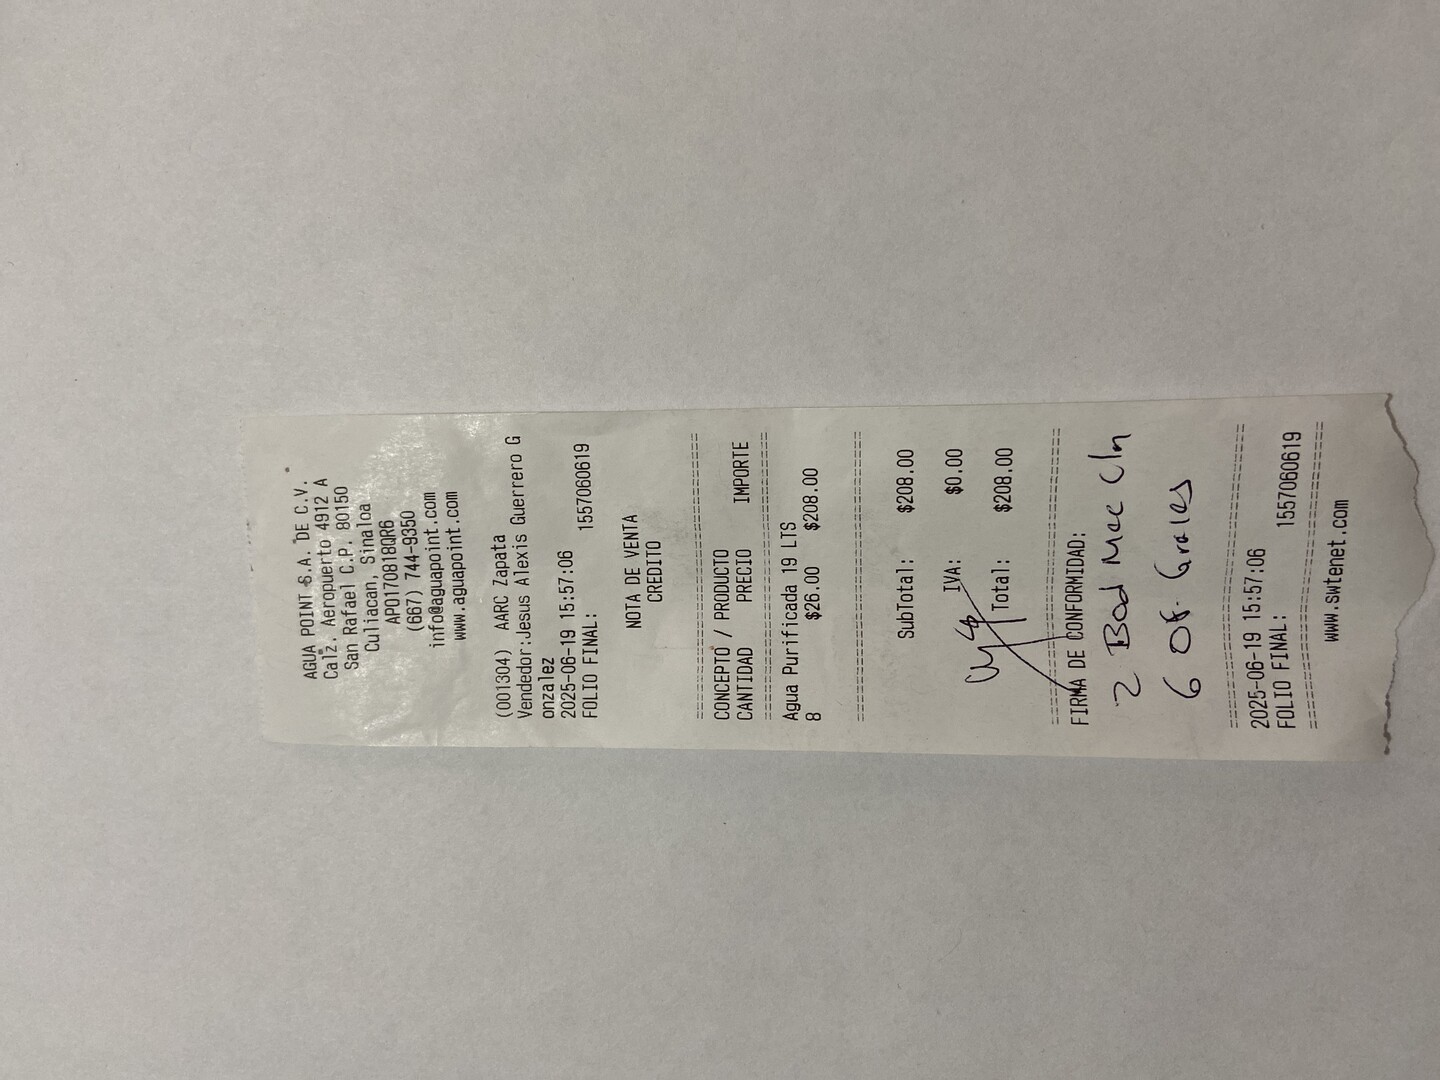 AGUA POINT S.A. DE C.V.
Calz. Aeropuerto 4912 A
San Rafael C.P. 80150
Culiacan, Sinaloa
APO170818QR6
(667) 744-9350
info@aguapoint.com
www.aguapoint.com
(001304) AARC Zapata
Vendedor:Jesus Alexis Guerrero G
onzalez
2025-06-19 15:57:06
FOLIO FINAL: 1557060619
NOTA DE VENTA
CREDITO
================================
CONCEPTO / PRODUCTO
CANTIDAD PRECIO IMPORTE
================================
Agua Purificada 19 LTS
8 $26.00 $208.00
================================
SubTotal: $208.00
IVA: $0.00
Total: $208.00
================================
FIRMA DE CONFORMIDAD:
2 Bod Mec Cln
6 Of. Grales
================================
2025-06-19 15:57:06
FOLIO FINAL: 1557060619
================================
www.swtenet.com